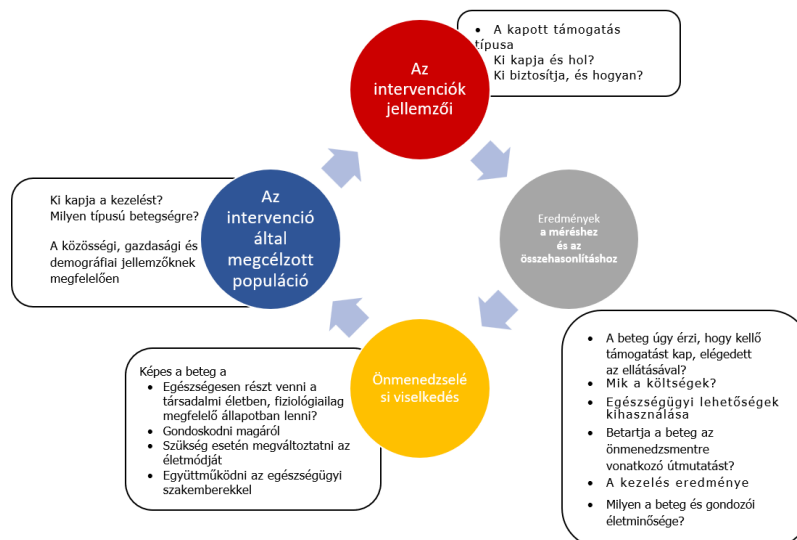 • A kapott támogatás
típusa
Ki kapja és hol?
Ki biztosítja, és hogyan?
Az
intervenciók
jellemzői
Ki kapja a kezelést?
Milyen típusú betegségre?
A közösségi, gazdasági és
demográfiai jellemzőknek
megfelelően
Az
intervenció
által
megcélzott
populáció
Eredmények
a méréshez
és az
összehasonlításhoz
• A beteg úgy érzi, hogy kellő
támogatást kap, elégedett
az ellátásával?
• Mik a költségek?
• Egészségügyi lehetőségek
kihasználása
• Betartja a beteg az
önmenedzsmentre
vonatkozó útmutatást?
• A kezelés eredménye
• Milyen a beteg és gondozói
életminősége?
Önmenedzselé
si viselkedés
Képes a beteg a
• Egészségesen részt venni a
társadalmi életben, fiziológiailag
megfelelő állapotban lenni?
• Gondoskodni magáról
• Szükség esetén megváltoztatni az
életmódját
• Együttműködni az egészségügyi
szakemberekkel